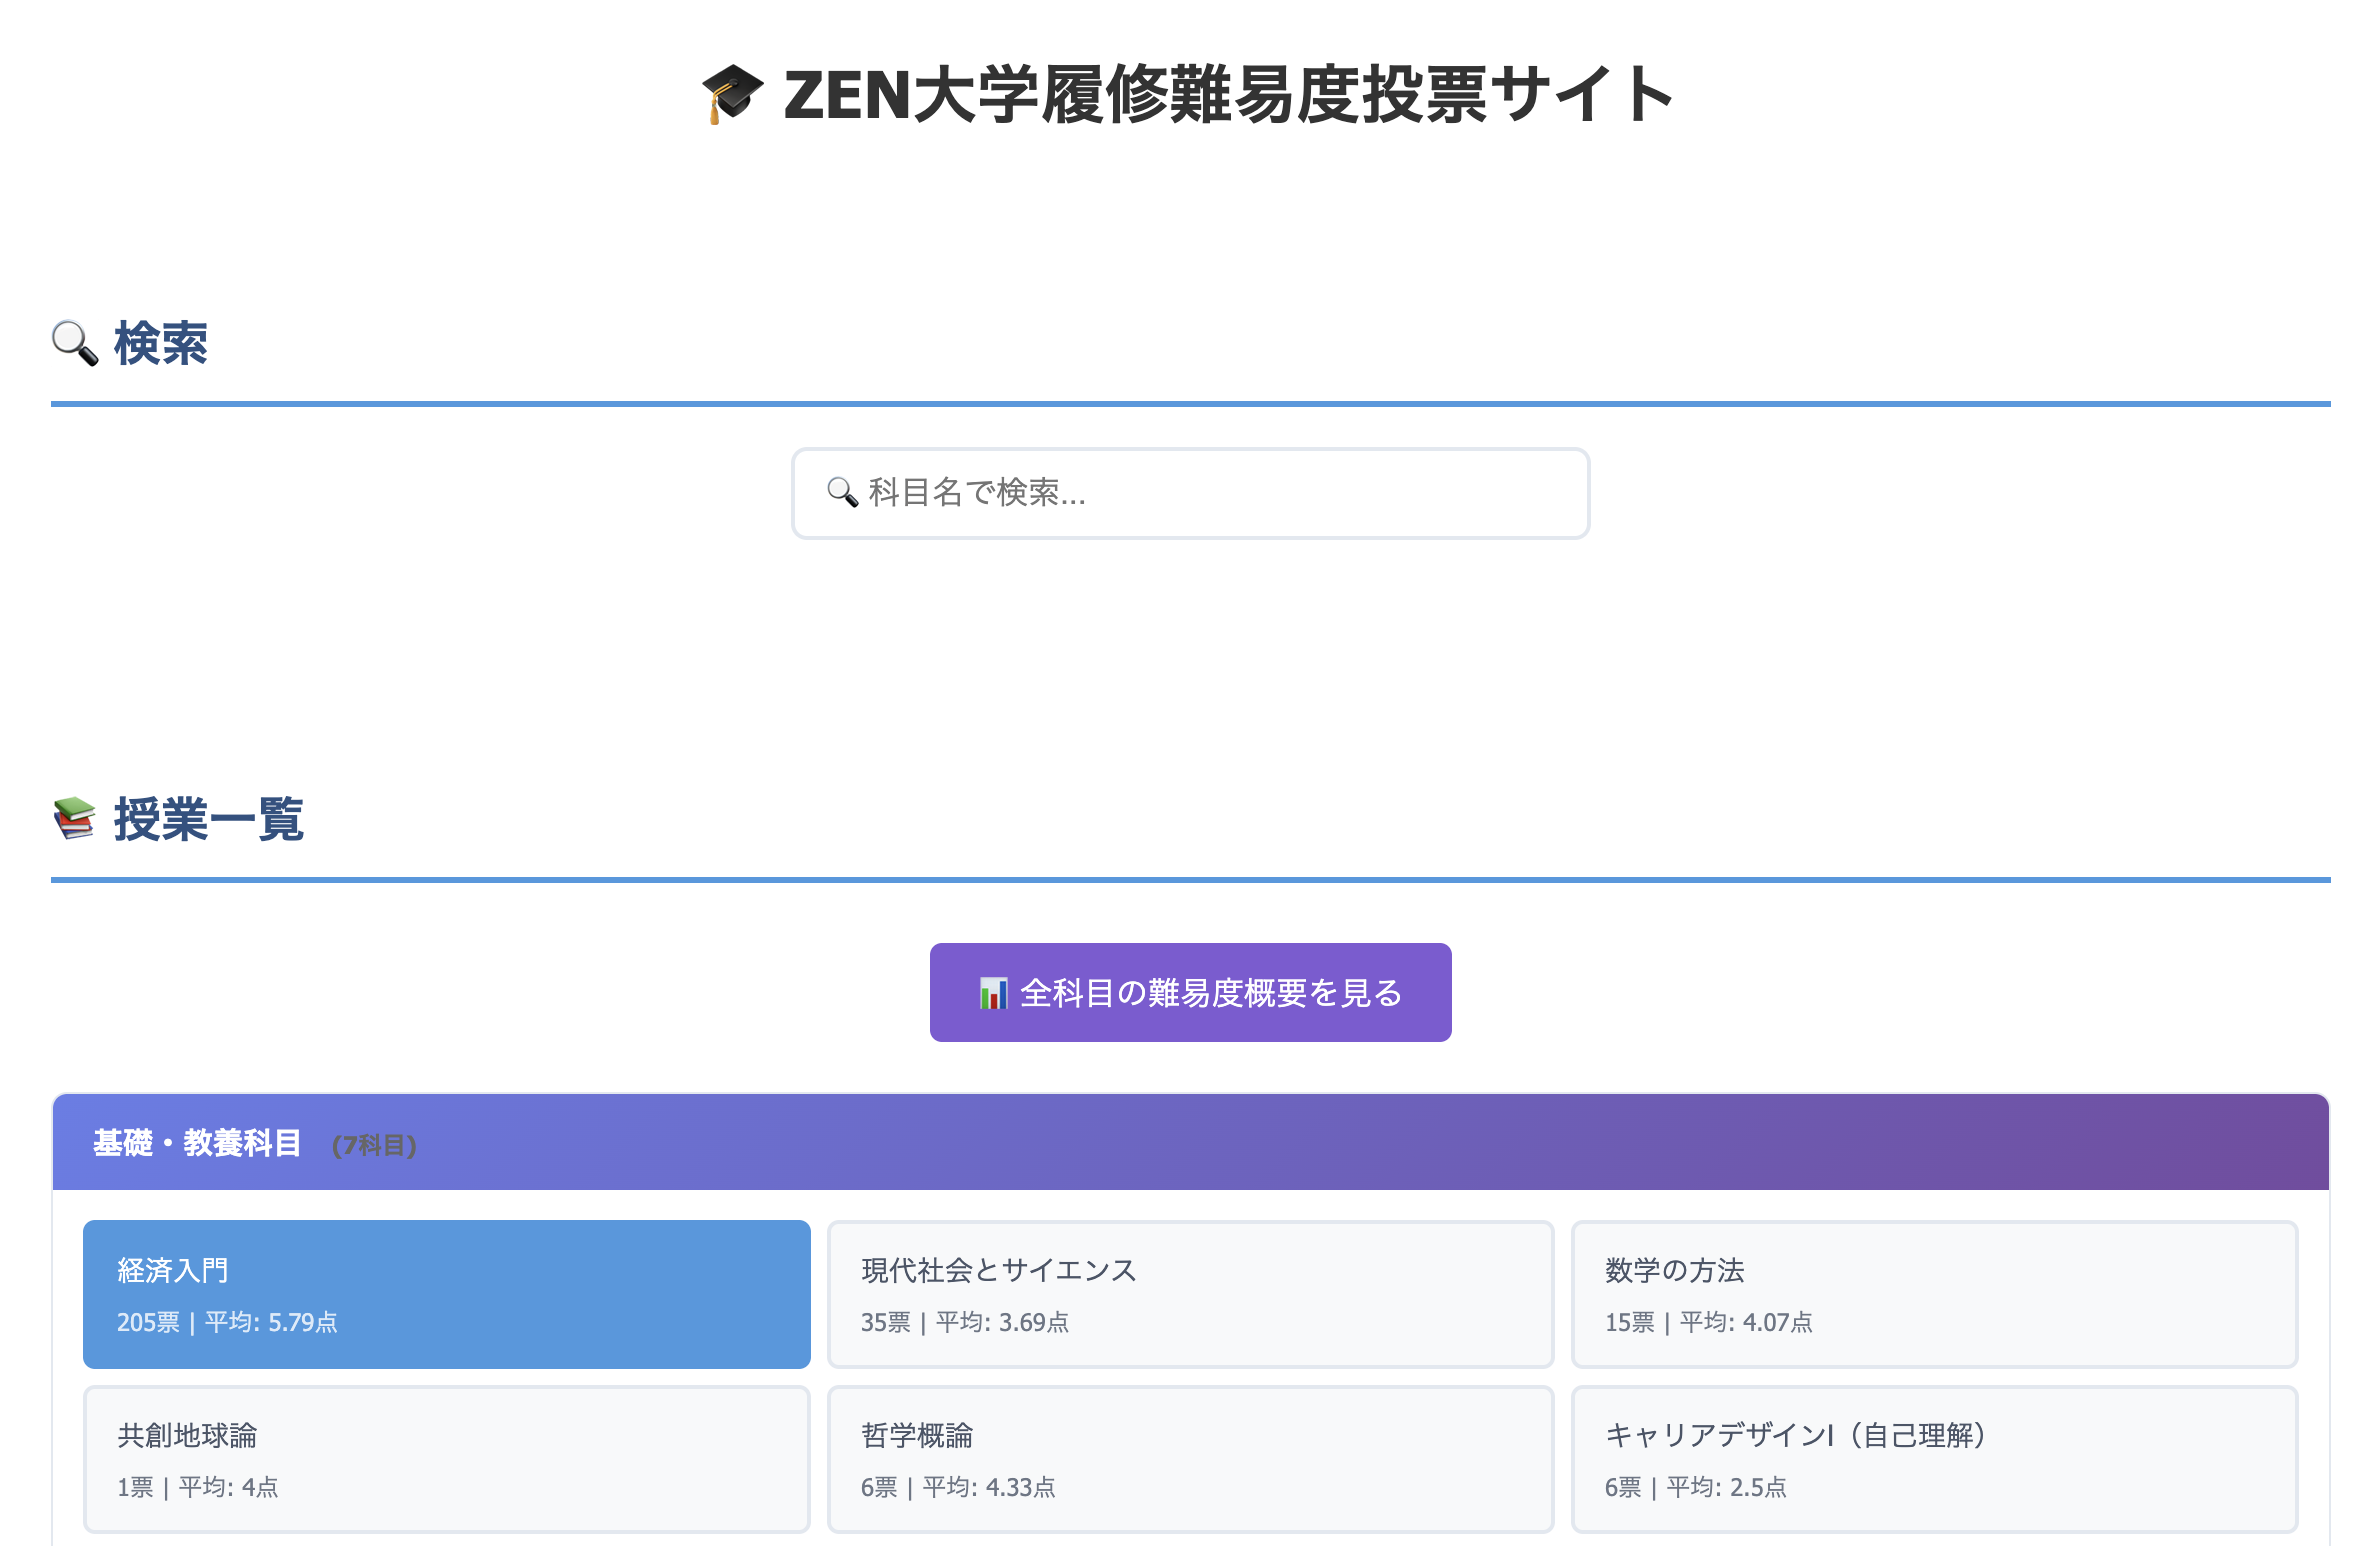 🎓 ZEN大学履修難易度投票サイト
🔍 検索
🔍 科目名で検索...
📚 授業一覧
📊 全科目の難易度概要を見る
基礎・教養科目 (7科目)
経済入門
205票 | 平均: 5.79点
現代社会とサイエンス
35票 | 平均: 3.69点
数学の方法
15票 | 平均: 4.07点
共創地球論
1票 | 平均: 4点
哲学概論
6票 | 平均: 4.33点
キャリアデザインI（自己理解）
6票 | 平均: 2.5点